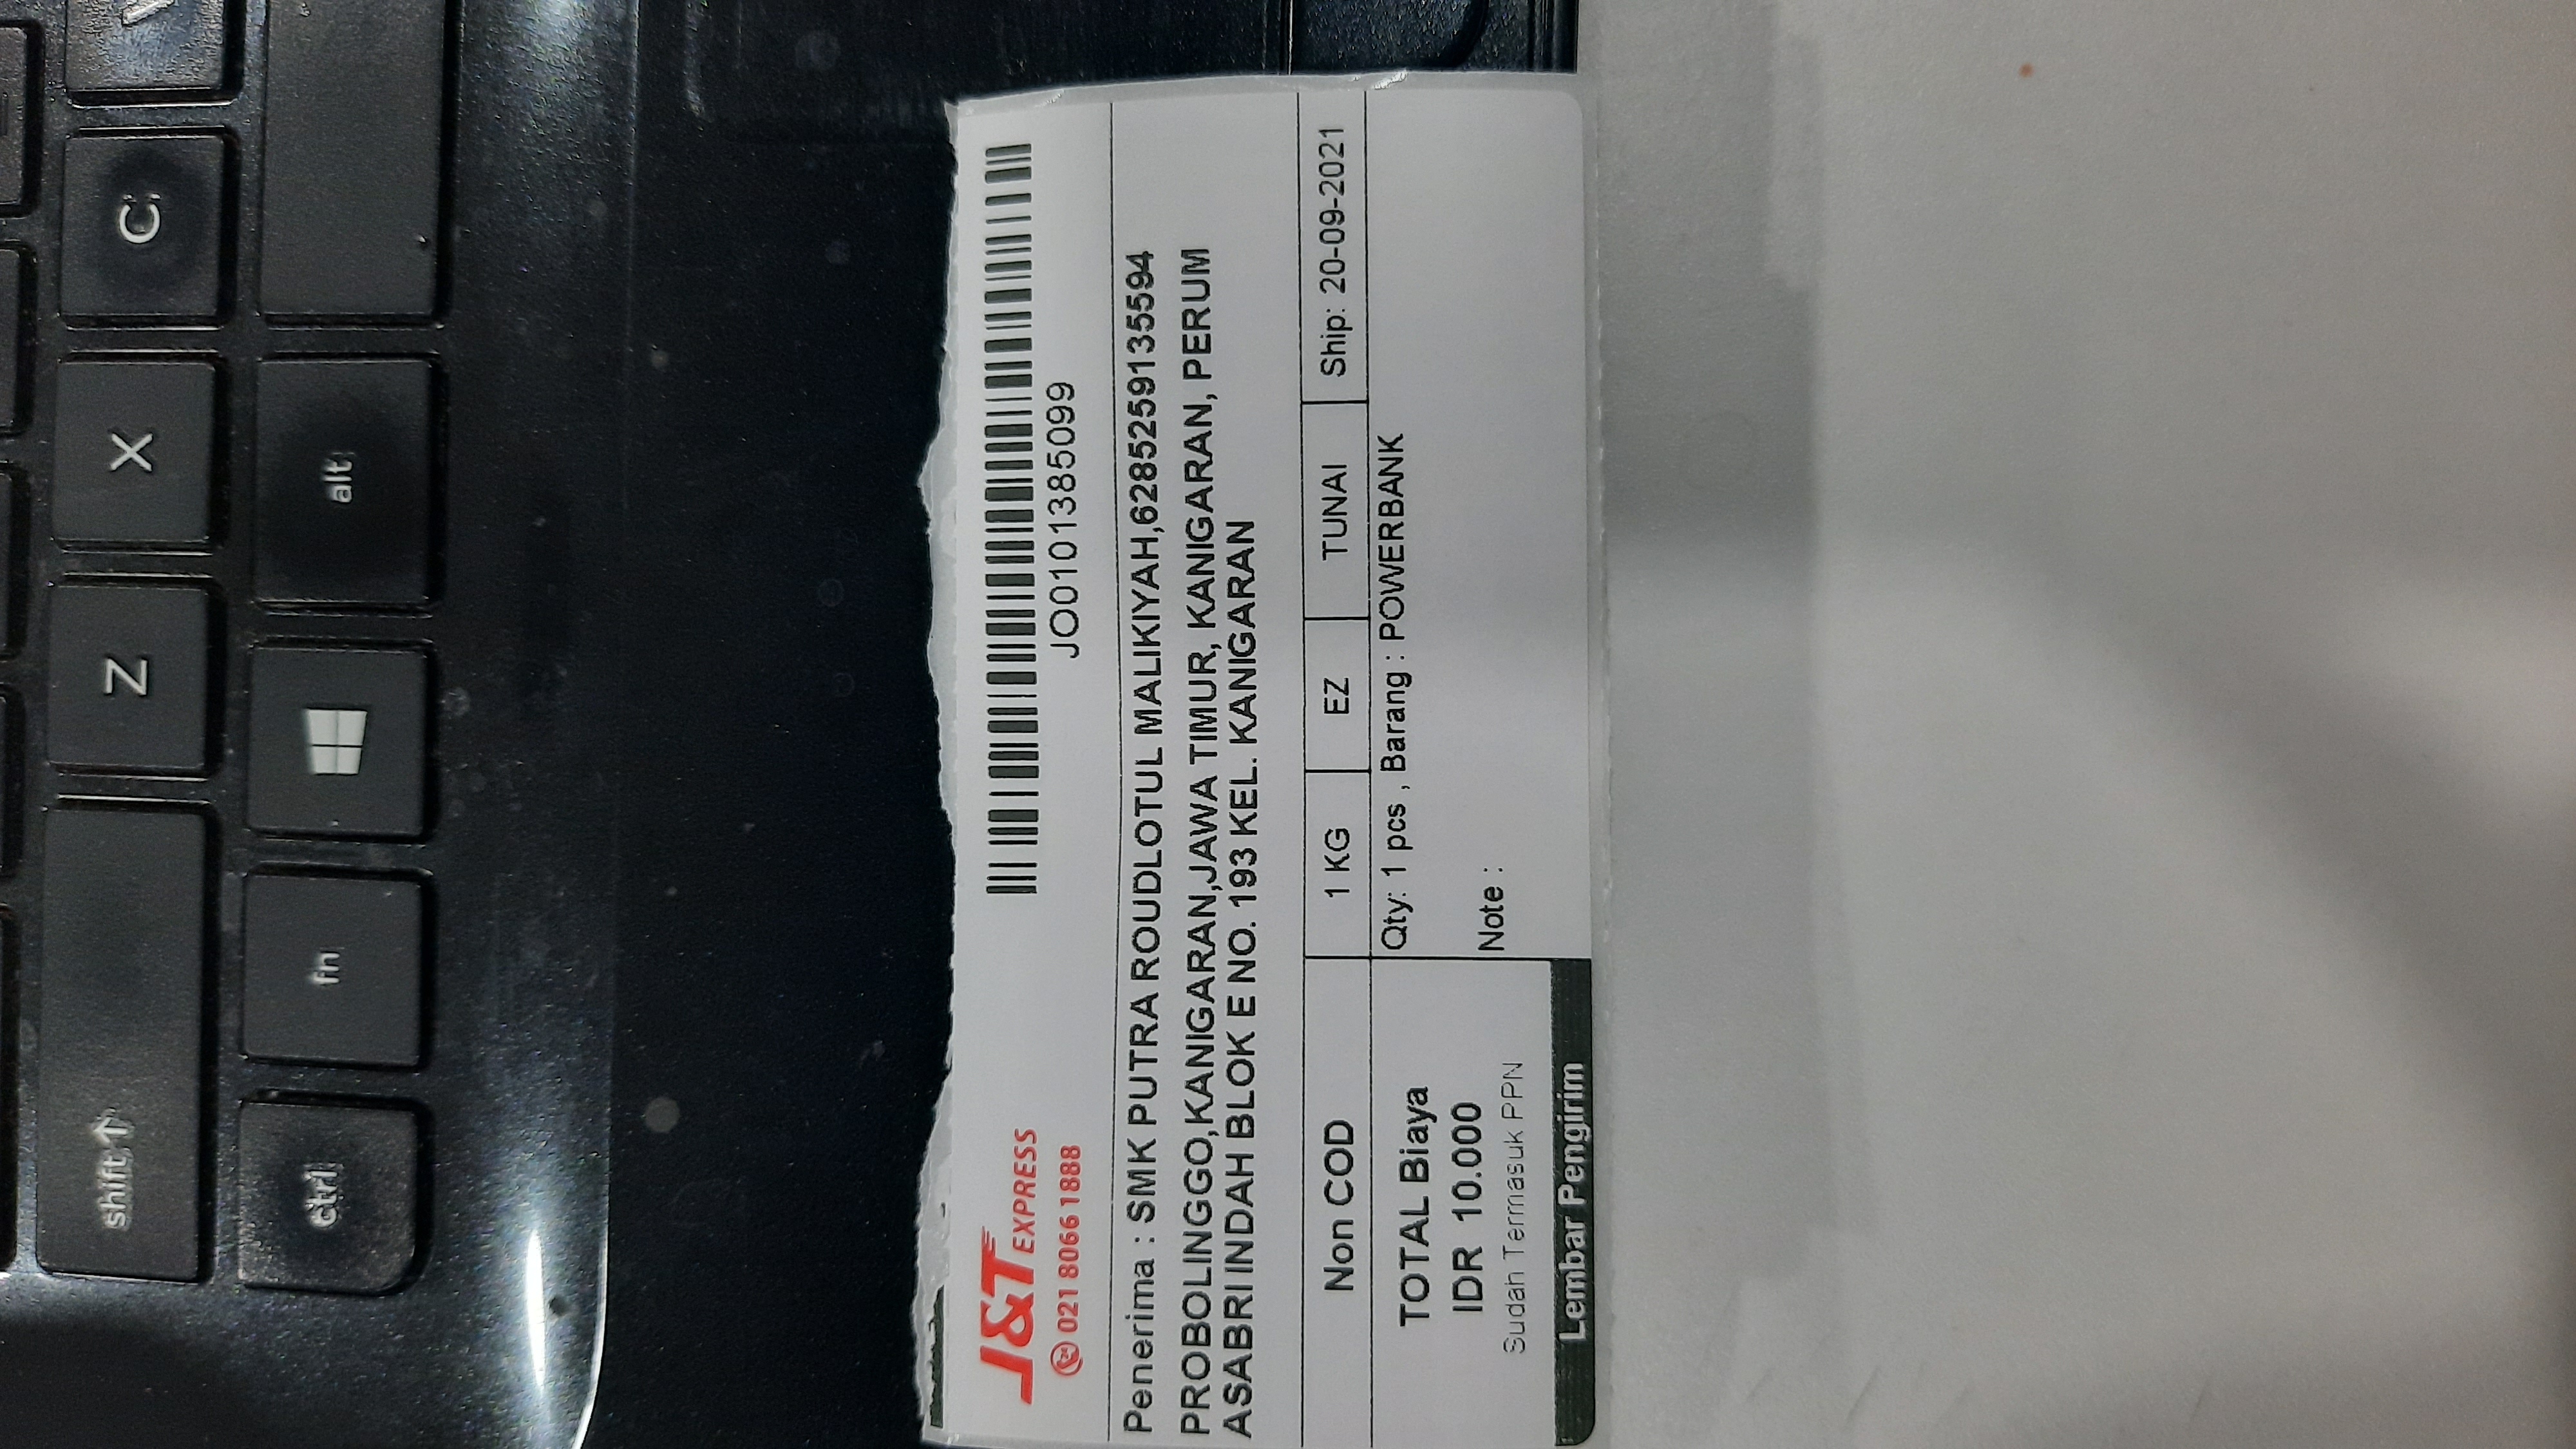 shift ↑
Z
X
C
ctrl
fn
alt
J&T EXPRESS
021 8066 1888
JO0101385099
Penerima : SMK PUTRA ROUDLOTUL MALIKIYAH,6285259135594
PROBOLINGGO,KANIGARAN,JAWA TIMUR, KANIGARAN, PERUM
ASABRI INDAH BLOK E NO. 193 KEL. KANIGARAN
Non COD
1 KG
EZ
TUNAI
Ship: 20-09-2021
TOTAL Biaya
IDR 10.000
Sudah Termasuk PPN
Lembar Pengirim
Qty: 1 pcs , Barang : POWERBANK
Note :